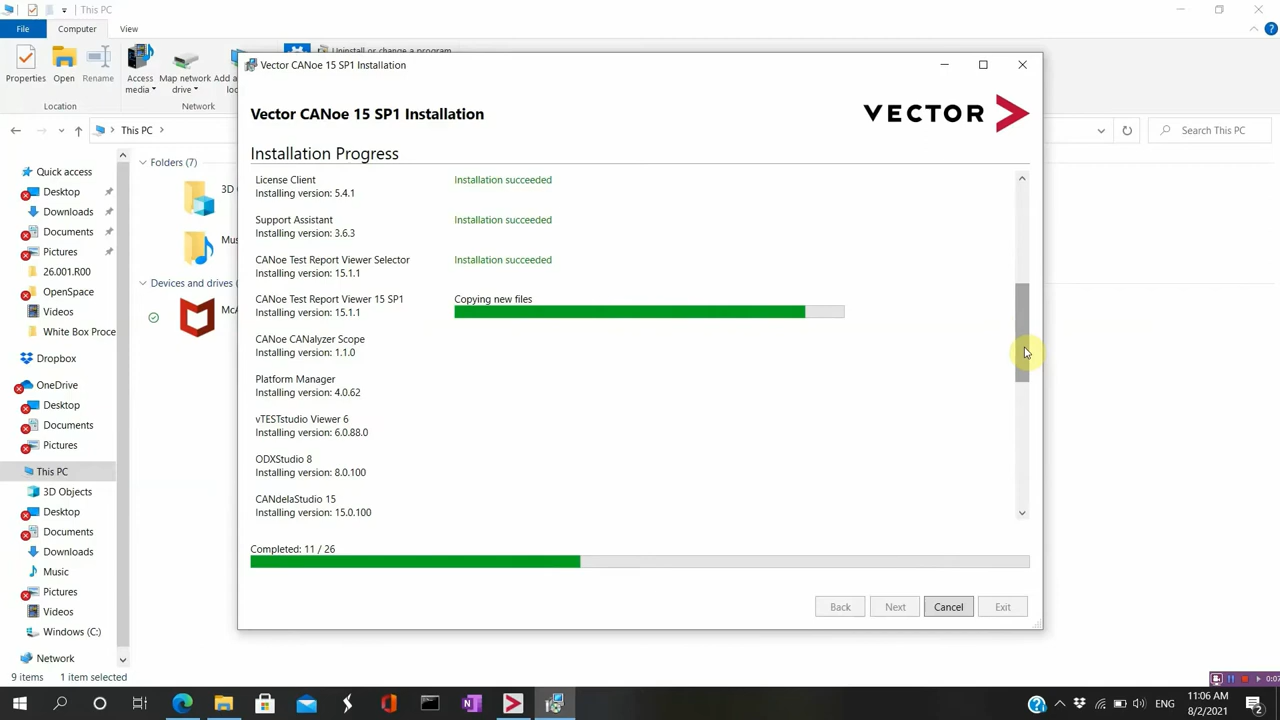 This PC
File
Computer
View
Properties
Open
Rename
Access media
Map network drive
Location
Network
Uninstall or change a program
This PC
Search This PC
Quick access
Desktop
Downloads
Documents
Pictures
26.001.R00
OpenSpace
Videos
White Box Proce
Dropbox
OneDrive
Desktop
Documents
Pictures
This PC
3D Objects
Desktop
Documents
Downloads
Music
Pictures
Videos
Windows (C:)
Network
Folders (7)
3D
Mus
Devices and drives (
McA
Vector CANoe 15 SP1 Installation
Vector CANoe 15 SP1 Installation
VECTOR
Installation Progress
License Client
Installation succeeded
Installing version: 5.4.1
Support Assistant
Installation succeeded
Installing version: 3.6.3
CANoe Test Report Viewer Selector
Installation succeeded
Installing version: 15.1.1
CANoe Test Report Viewer 15 SP1
Copying new files
Installing version: 15.1.1
CANoe CANalyzer Scope
Installing version: 1.1.0
Platform Manager
Installing version: 4.0.62
vTESTstudio Viewer 6
Installing version: 6.0.88.0
ODXStudio 8
Installing version: 8.0.100
CANdelaStudio 15
Installing version: 15.0.100
Completed: 11 / 26
Back
Next
Cancel
Exit
9 items
1 item selected
0:07
ENG
11:06 AM
8/2/2021
2